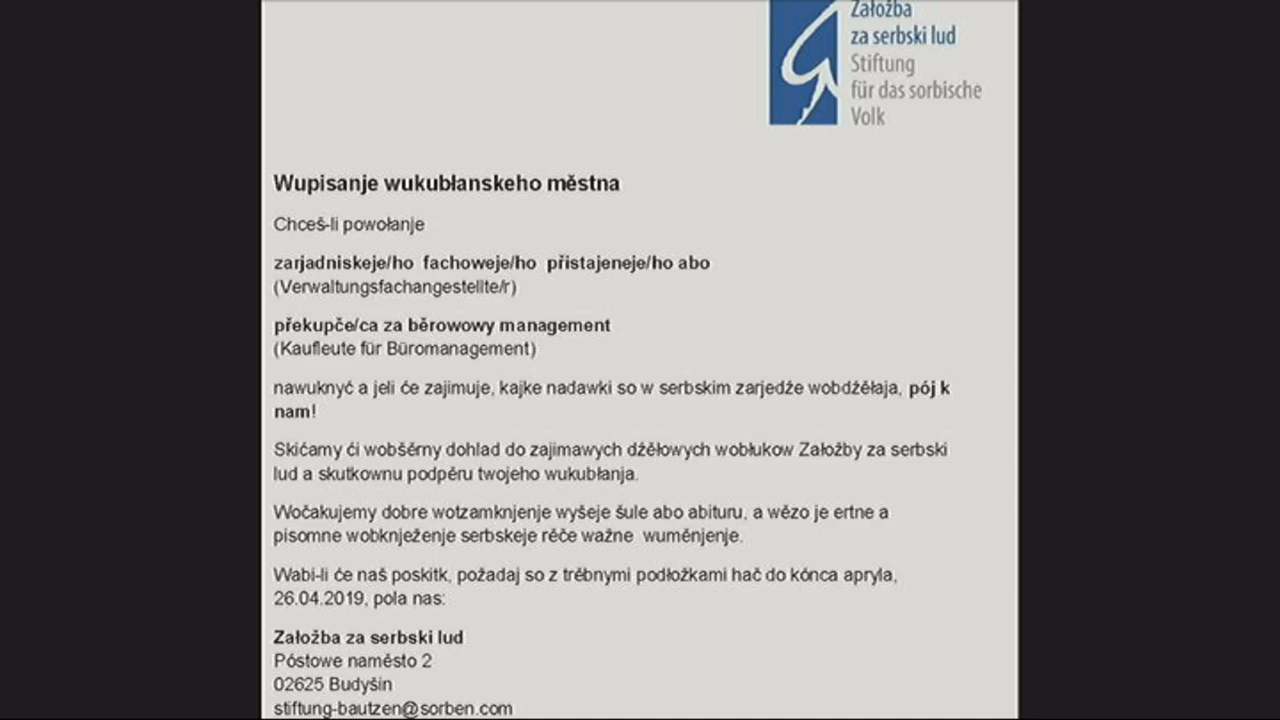 Załožba
za serbski lud
Stiftung
für das sorbische
Volk
Wupisanje wukubłanskeho městna
Chceš-li powołanje
zarjadniskeje/ho fachoweje/ho přistajeneje/ho abo
(Verwaltungsfachangestellte/r)
překupče/ca za běrowowy management
(Kaufleute für Büromanagement)
nawuknyć a jeli će zajimuje, kajke nadawki so w serbskim zarjedźe wobdźěłaja, pój k
nam!
Skićamy ći wobšěrny dohlad do zajimawych dźěłowych wobłukow Załožby za serbski
lud a skutkownu podpěru twojeho wukubłanja.
Wočakujemy dobre wotzamknjenje wyšeje šule abo abituru, a wězo je ertne a
pisomne wobknježenje serbskeje rěče ważne wuměnjenje.
Wabi-li će naš poskitk, požadaj so z trěbnymi podłožkami hač do kónca apryla,
26.04.2019, pola nas:
Załožba za serbski lud
Póstowe naměsto 2
02625 Budyšin
stiftung-bautzen@sorben.com